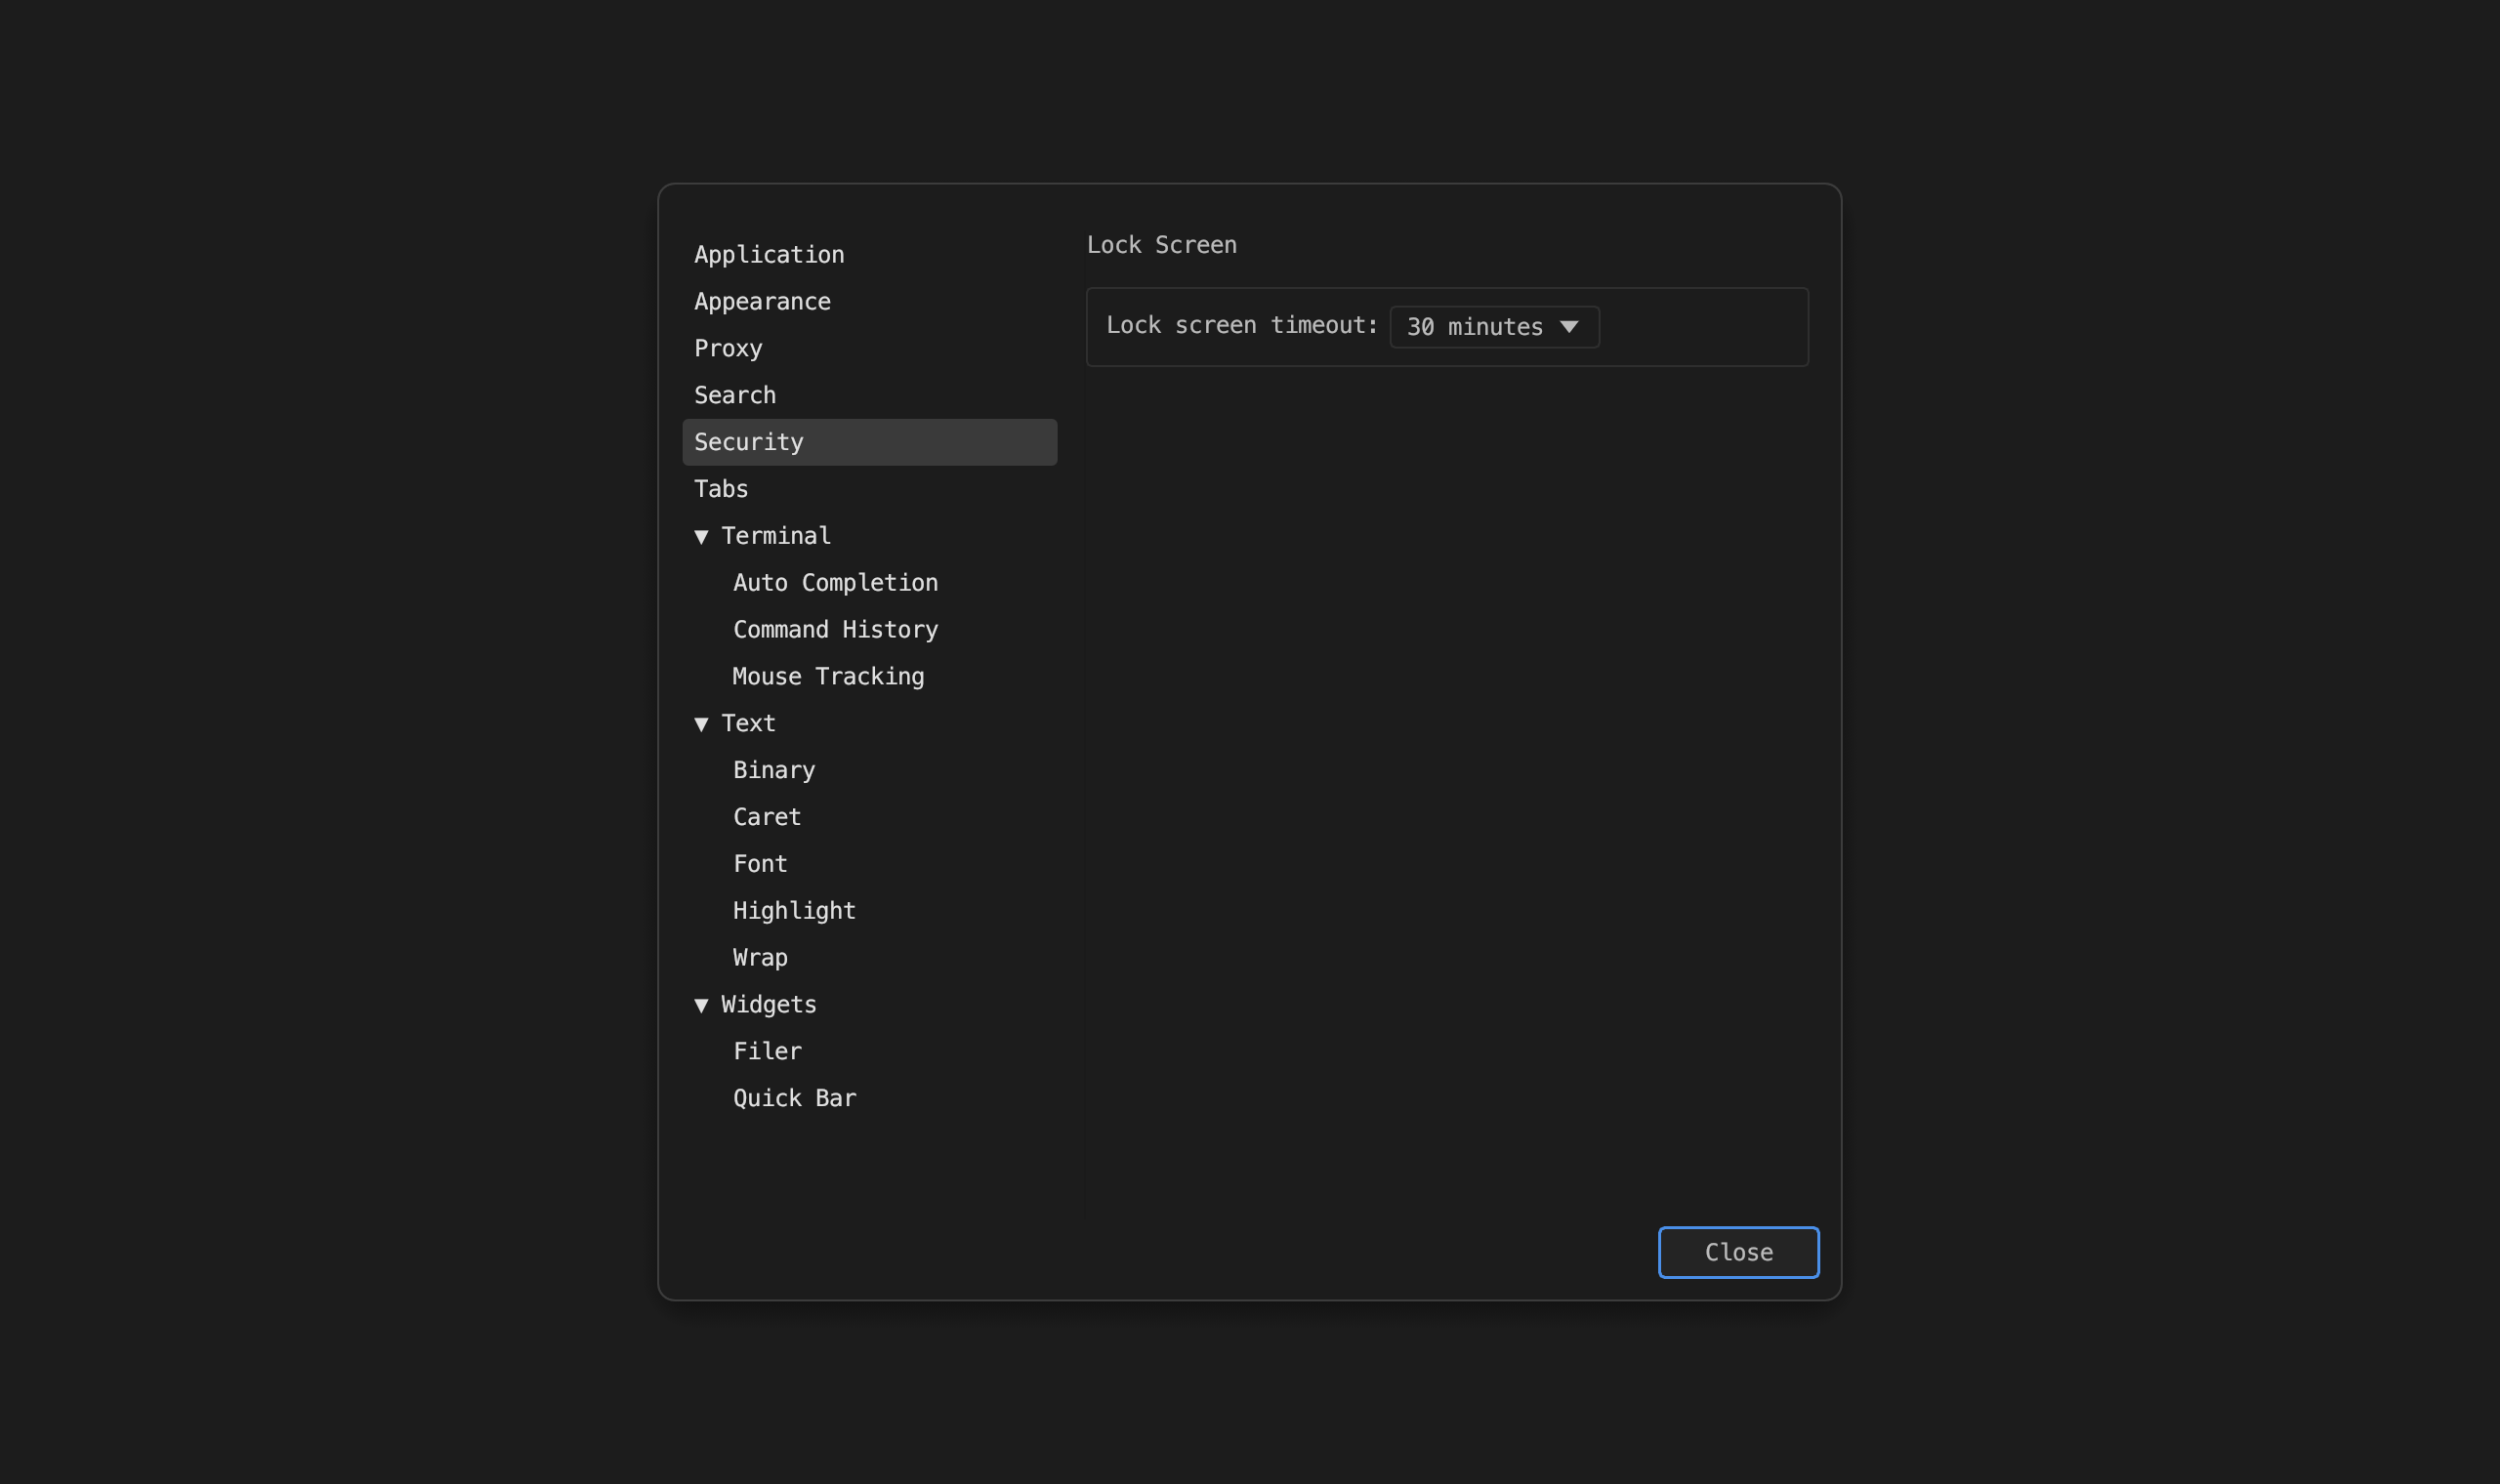 Application
Appearance
Proxy
Search
Security
Tabs
▼ Terminal
Auto Completion
Command History
Mouse Tracking
▼ Text
Binary
Caret
Font
Highlight
Wrap
▼ Widgets
Filer
Quick Bar
Lock Screen
Lock screen timeout: 30 minutes ▼
Close